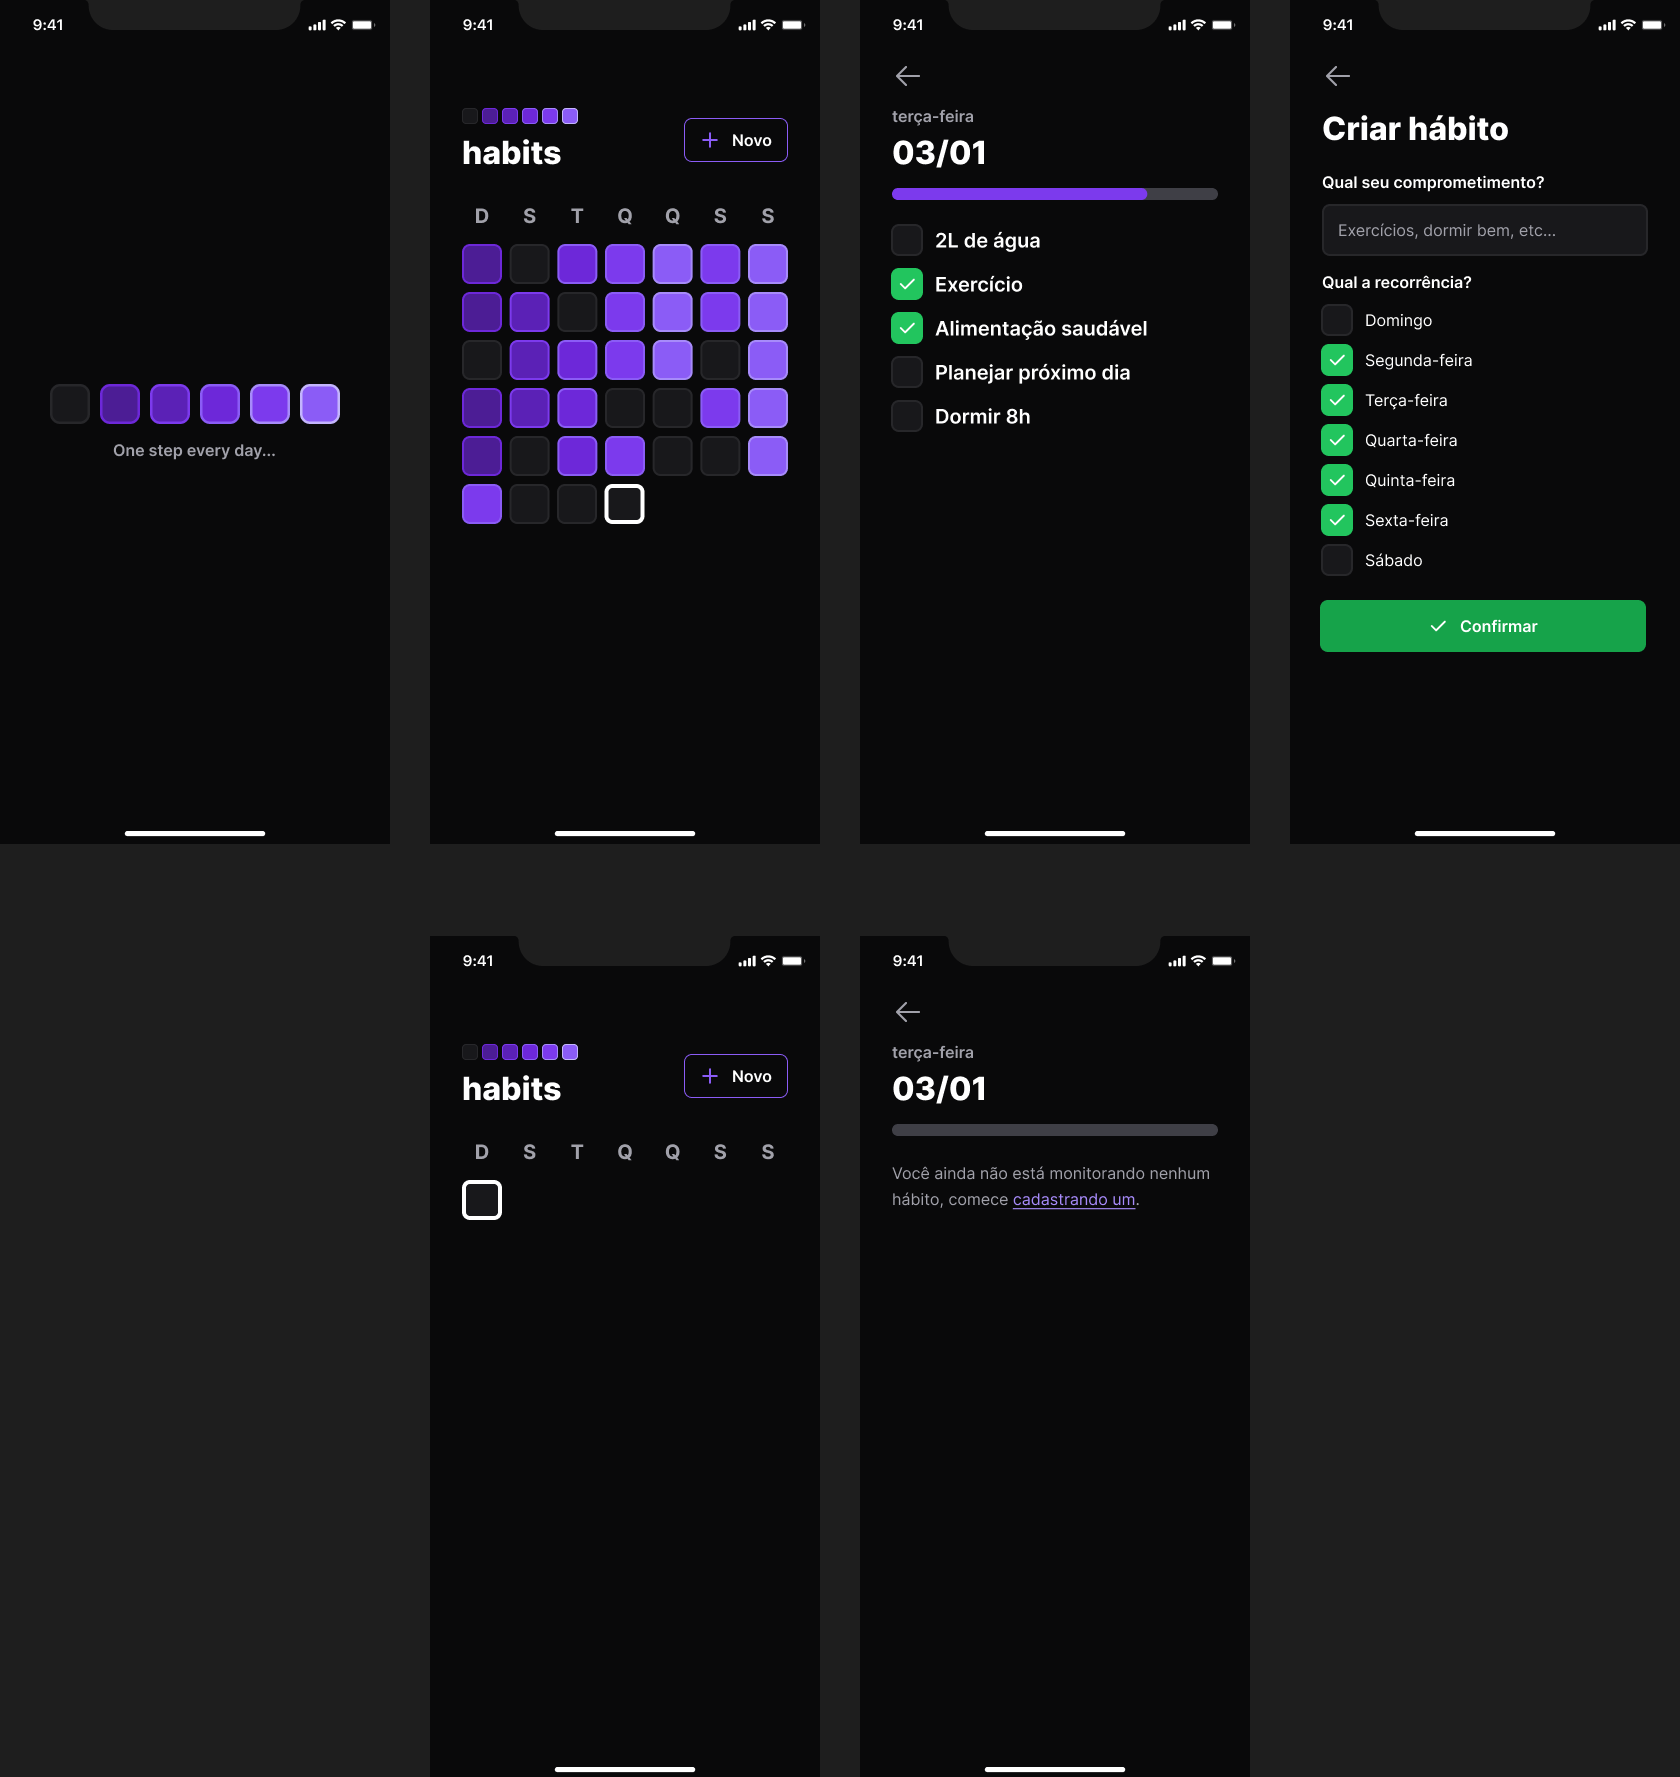 9:41
One step every day...
9:41
habits
Novo
D S T Q Q S S
9:41
terça-feira
03/01
2L de água
Exercício
Alimentação saudável
Planejar próximo dia
Dormir 8h
9:41
Criar hábito
Qual seu comprometimento?
Exercícios, dormir bem, etc...
Qual a recorrência?
Domingo
Segunda-feira
Terça-feira
Quarta-feira
Quinta-feira
Sexta-feira
Sábado
Confirmar
9:41
habits
Novo
D S T Q Q S S
9:41
terça-feira
03/01
Você ainda não está monitorando nenhum
hábito, comece cadastrando um.